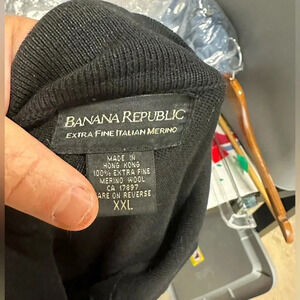 BANANA REPUBLIC
EXTRA FINE ITALIAN MERINO
MADE IN
HONG KONG
100% EXTRA FINE
MERINO WOOL
CA 17897
ARE ON REVERSE
XXL